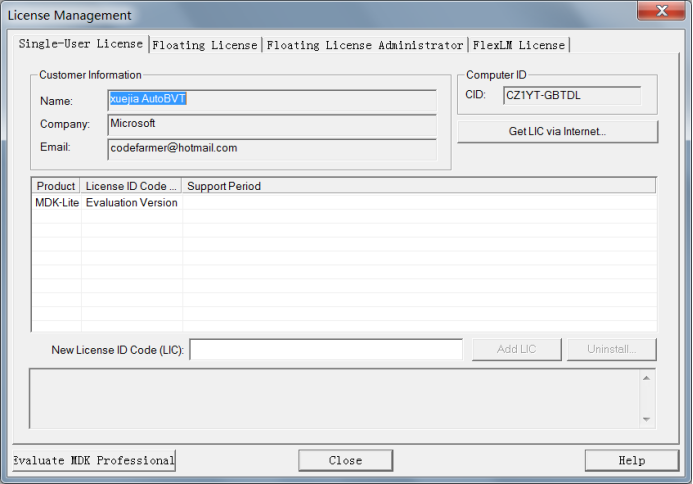 License Management
Single-User License Floating License Floating License Administrator FlexLM License
Customer Information
Name: xuejia AutoBVT
Company: Microsoft
Email: codefarmer@hotmail.com
Computer ID
CID: CZ1YT-GBTDL
Get LIC via Internet...
Product License ID Code ... Support Period
MDK-Lite Evaluation Version
New License ID Code (LIC): Add LIC Uninstall...
Evaluate MDK Professional Close Help